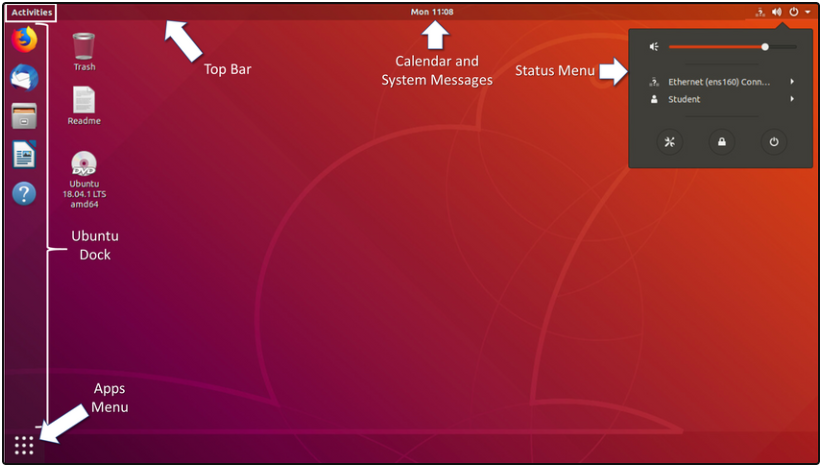 Activities
Mon 11:08
Top Bar
Calendar and
System Messages
Status Menu
Ethernet (ens160) Conn...
Student
Trash
Readme
DVD
Ubuntu
18.04.1 LTS
amd64
?
Ubuntu
Dock
Apps
Menu